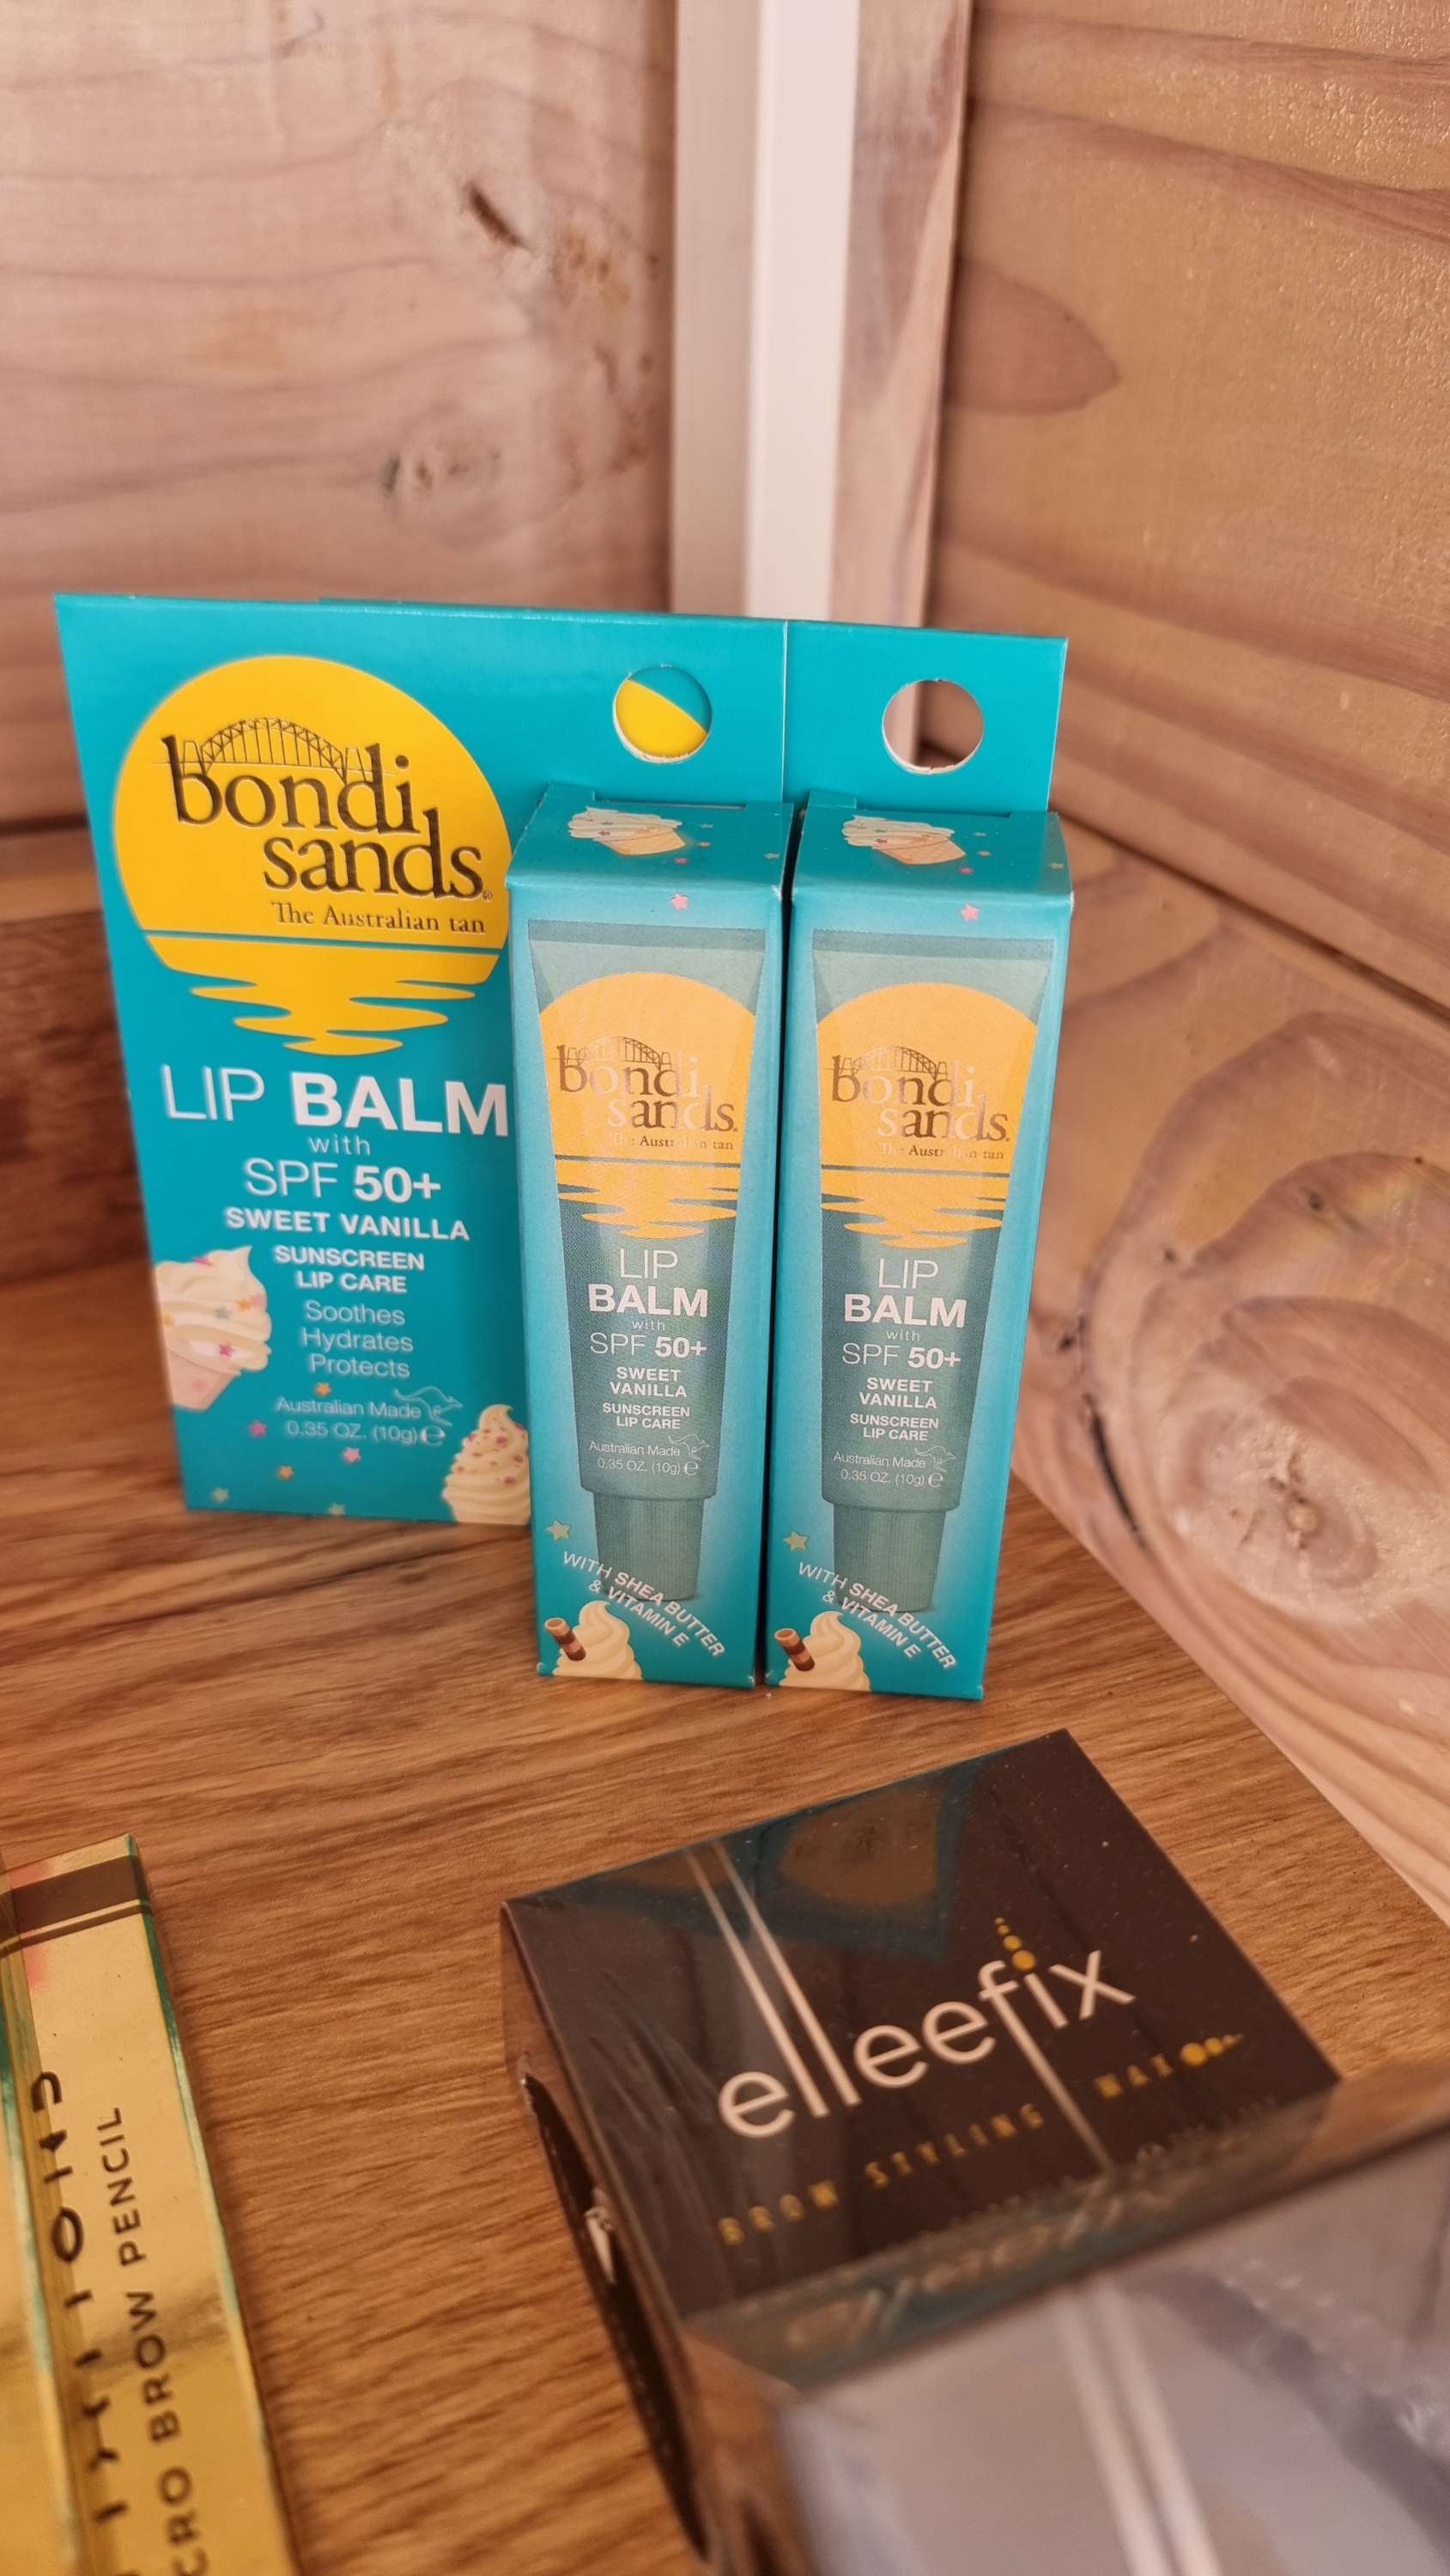 bondi
sands
The Australian tan
LIP BALM
with
SPF 50+
SWEET VANILLA
SUNSCREEN
LIP CARE
Soothes
Hydrates
Protects
Australian Made
0.35 OZ. (10g) e
bondi
sands.
The Australian tan
LIP
BALM
with
SPF 50+
SWEET
VANILLA
SUNSCREEN
LIP CARE
Australian Made
0.35 OZ. (10g) e
WITH SHEA BUTTER
& VITAMIN E
bondi
sands.
The Australian tan
LIP
BALM
with
SPF 50+
SWEET
VANILLA
SUNSCREEN
LIP CARE
Australian Made
0.35 OZ. (10g) e
WITH SHEA BUTTER
& VITAMIN E
elleefix
BROW STYLING WAX
CRO BROW PENCIL